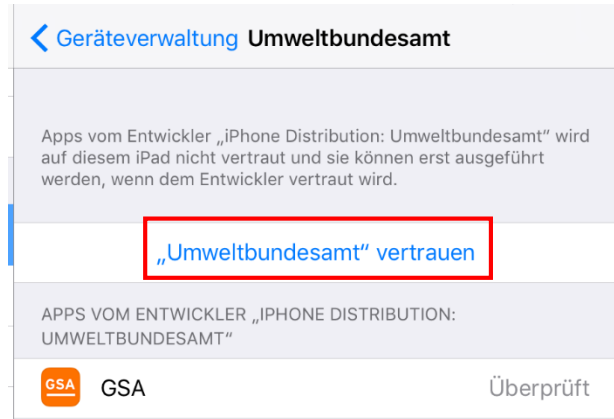 Geräteverwaltung Umweltbundesamt
Apps vom Entwickler „iPhone Distribution: Umweltbundesamt“ wird
auf diesem iPad nicht vertraut und sie können erst ausgeführt
werden, wenn dem Entwickler vertraut wird.
„Umweltbundesamt“ vertrauen
APPS VOM ENTWICKLER „IPHONE DISTRIBUTION:
UMWELTBUNDESAMT“
GSA GSA Überprüft